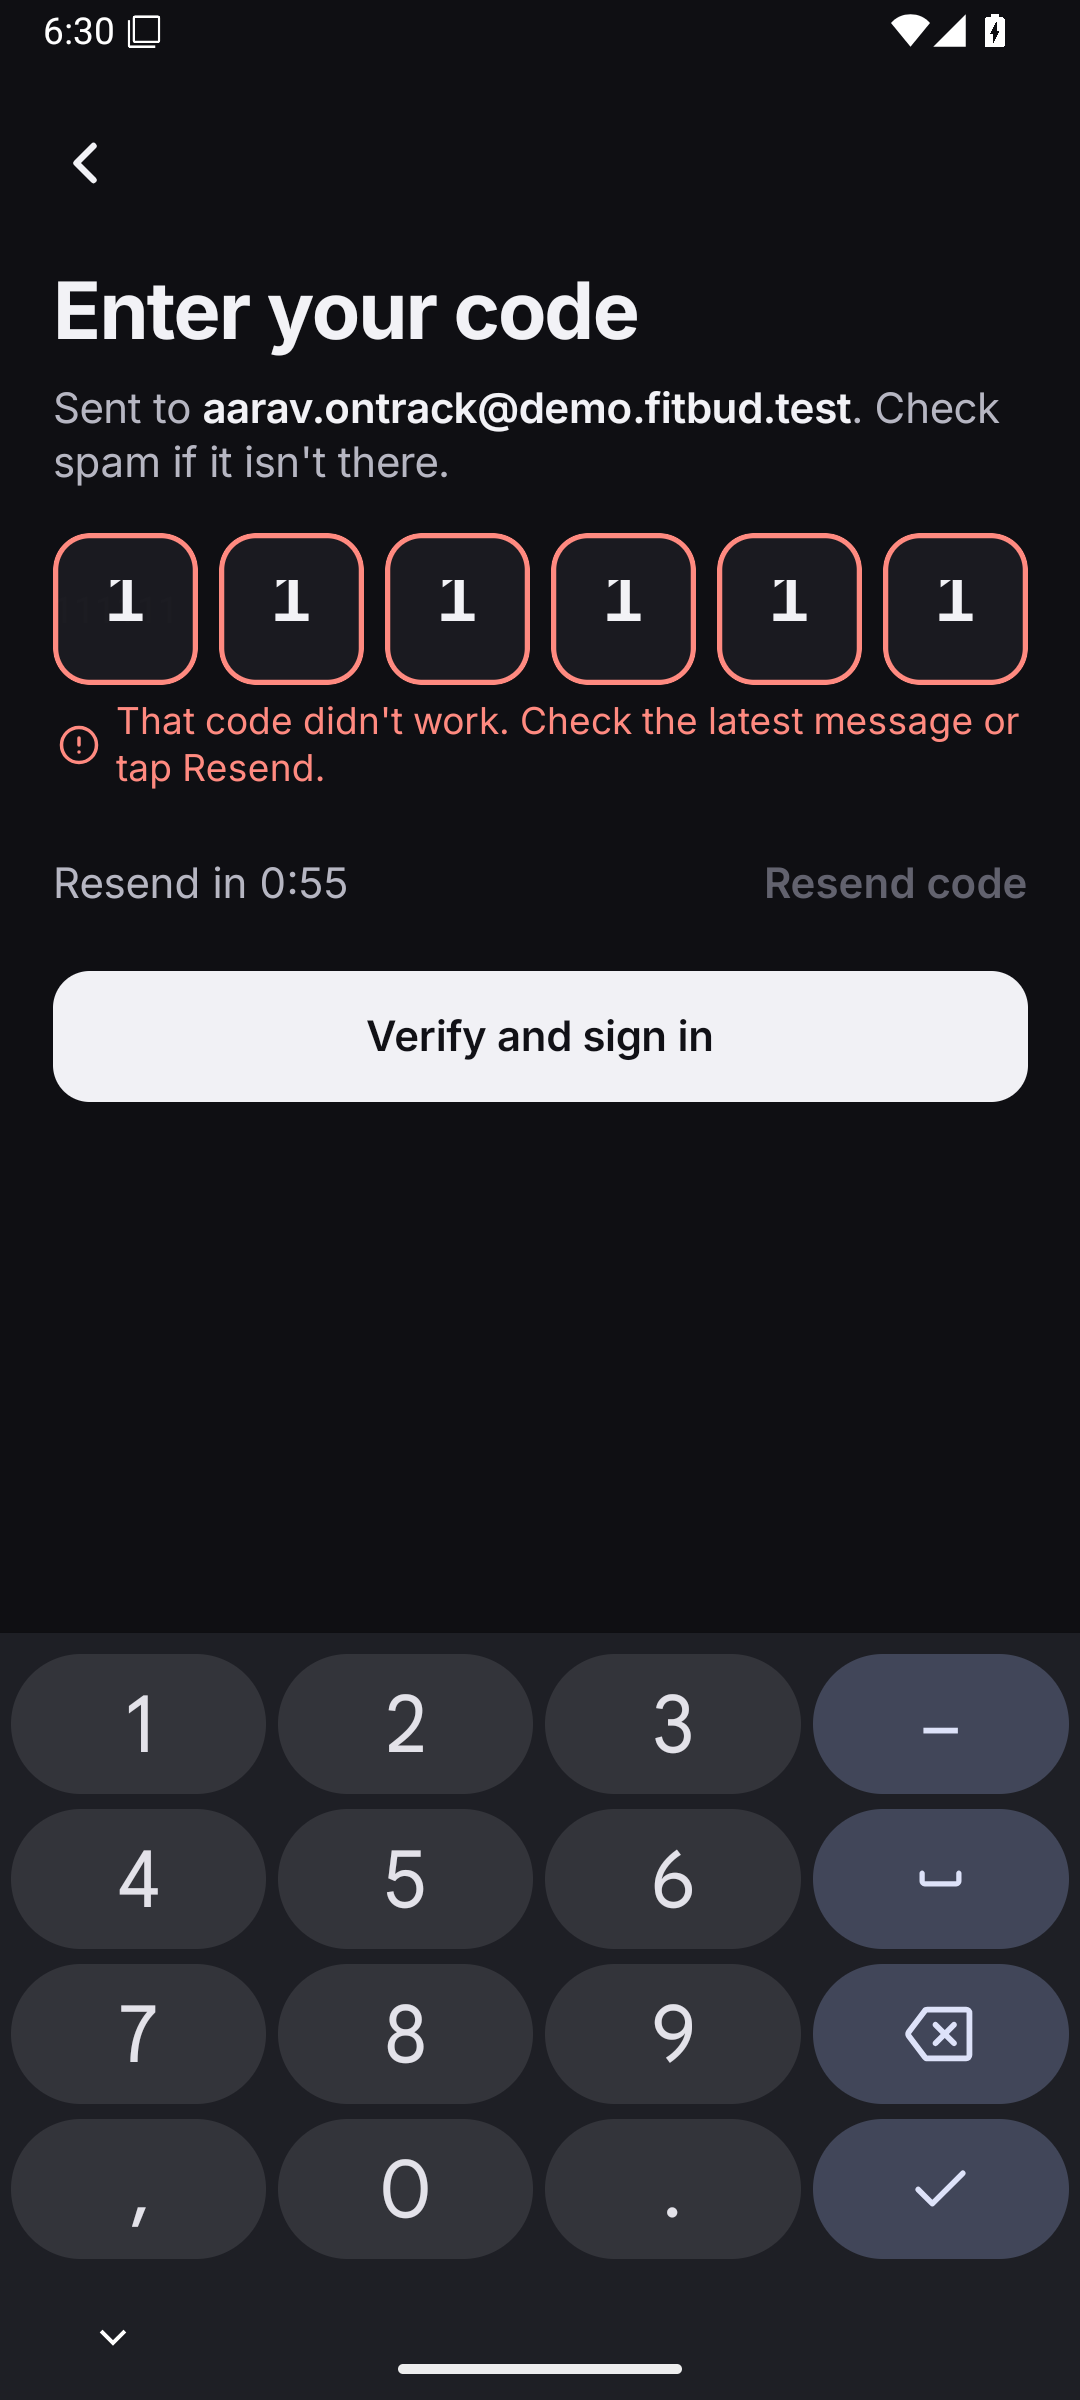 6:30
Enter your code
Sent to aarav.ontrack@demo.fitbud.test. Check
spam if it isn't there.
1 1 1 1 1 1
That code didn't work. Check the latest message or
tap Resend.
Resend in 0:55 Resend code
Verify and sign in
1 2 3 –
4 5 6
7 8 9
, 0 .